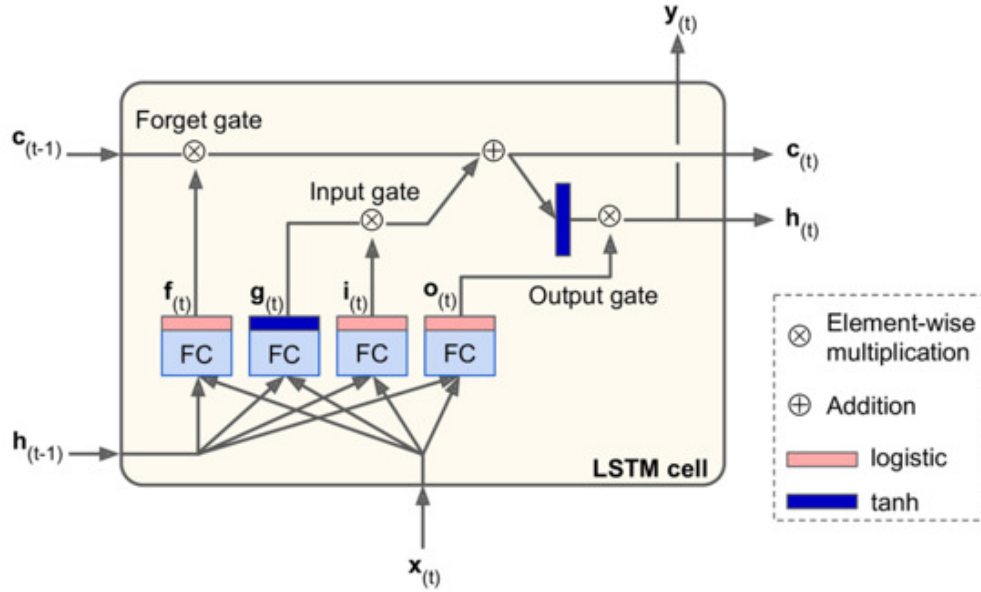 y(t)
Forget gate
c(t-1)
c(t)
Input gate
h(t)
f(t)
g(t)
i(t)
o(t)
Output gate
FC
FC
FC
FC
h(t-1)
LSTM cell
x(t)
Element-wise
multiplication
Addition
logistic
tanh